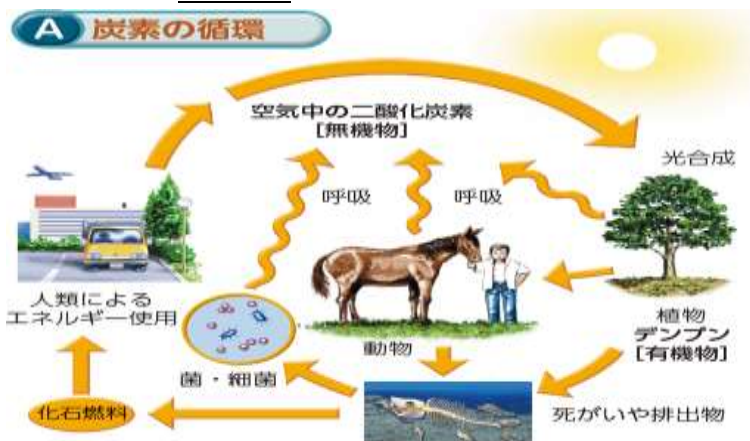 A 炭素の循環
空気中の二酸化炭素
[無機物]
光合成
呼吸
呼吸
人類による
エネルギー使用
植物
デンプン
[有機物]
動物
菌・細菌
化石燃料
死がいや排出物